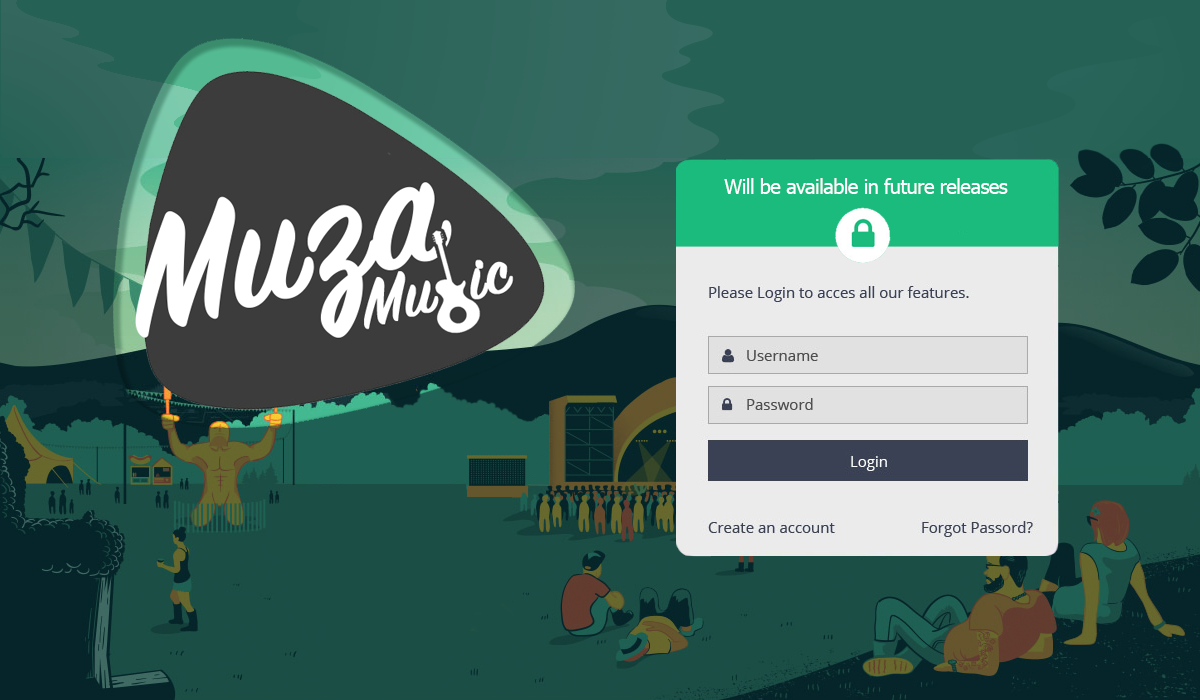 Muza
Music
Will be available in future releases
Please Login to acces all our features.
Username
Password
Login
Create an account
Forgot Passord?